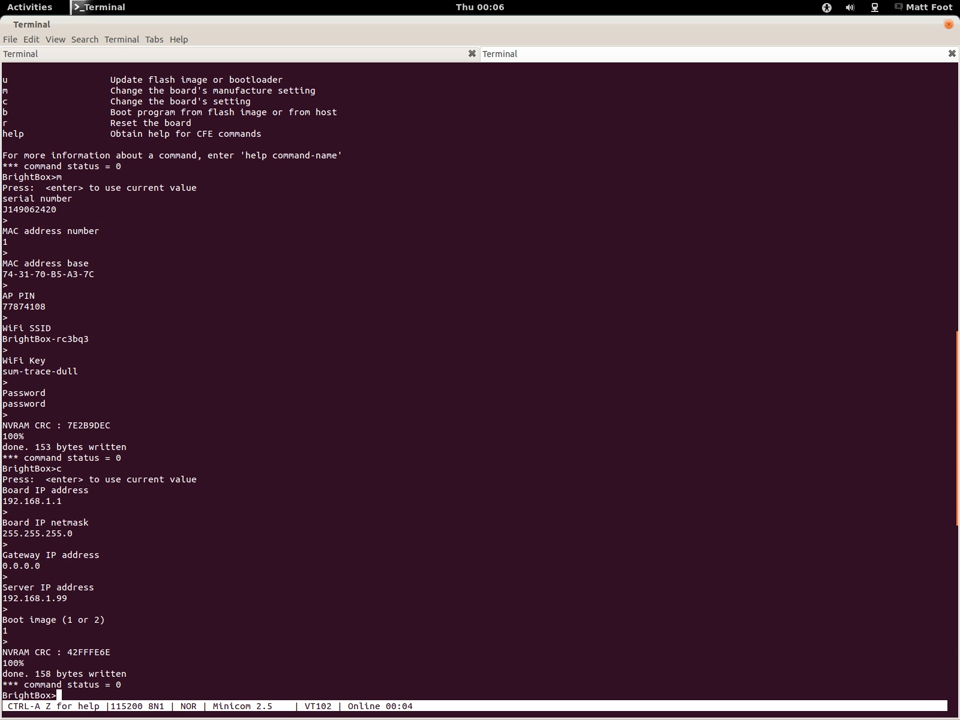 Activities >_Terminal Thu 00:06 Matt Foot
Terminal
File Edit View Search Terminal Tabs Help
Terminal Terminal
u Update flash image or bootloader
m Change the board's manufacture setting
c Change the board's setting
b Boot program from flash image or from host
r Reset the board
help Obtain help for CFE commands
For more information about a command, enter 'help command-name'
*** command status = 0
BrightBox>m
Press: <enter> to use current value
serial number
J149062420
>
MAC address number
1
>
MAC address base
74-31-70-B5-A3-7C
>
AP PIN
77874108
>
WiFi SSID
BrightBox-rc3bq3
>
WiFi Key
sum-trace-dull
>
Password
password
>
NVRAM CRC : 7E2B9DEC
100%
done. 153 bytes written
*** command status = 0
BrightBox>c
Press: <enter> to use current value
Board IP address
192.168.1.1
>
Board IP netmask
255.255.255.0
>
Gateway IP address
0.0.0.0
>
Server IP address
192.168.1.99
>
Boot image (1 or 2)
1
>
NVRAM CRC : 42FFFE6E
100%
done. 158 bytes written
*** command status = 0
BrightBox>
CTRL-A Z for help |115200 8N1 | NOR | Minicom 2.5 | VT102 | Online 00:04